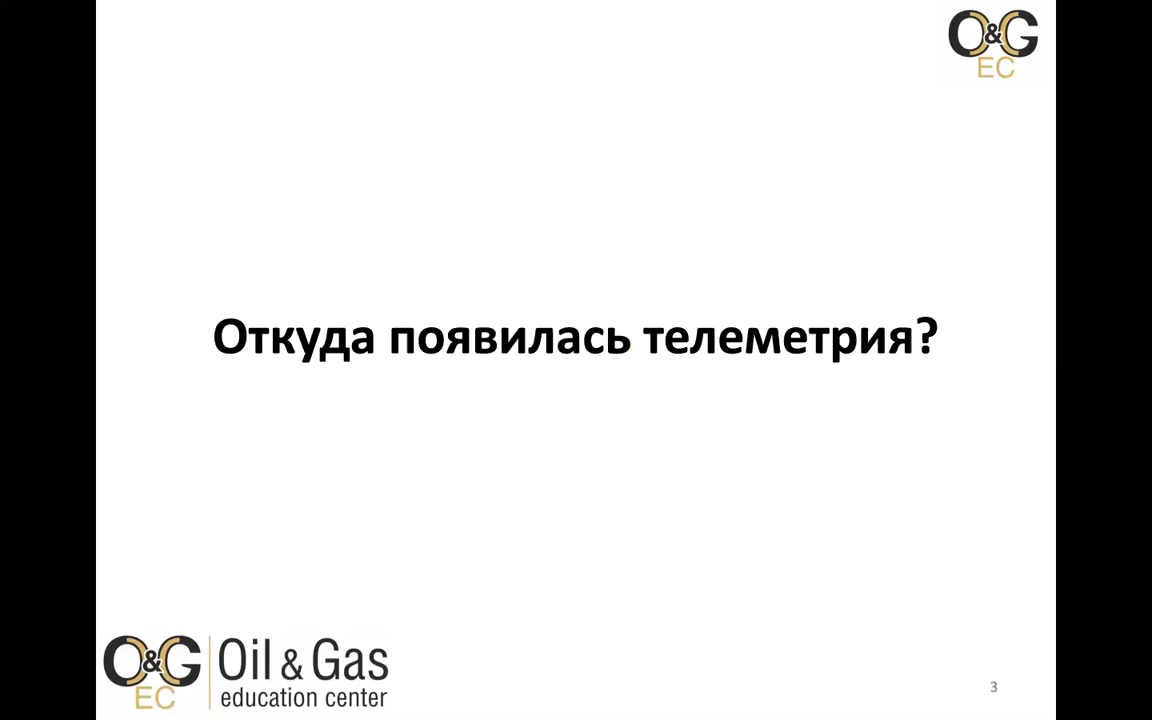 O&G
EC
Откуда появилась телеметрия?
O&G
EC
Oil & Gas
education center
3